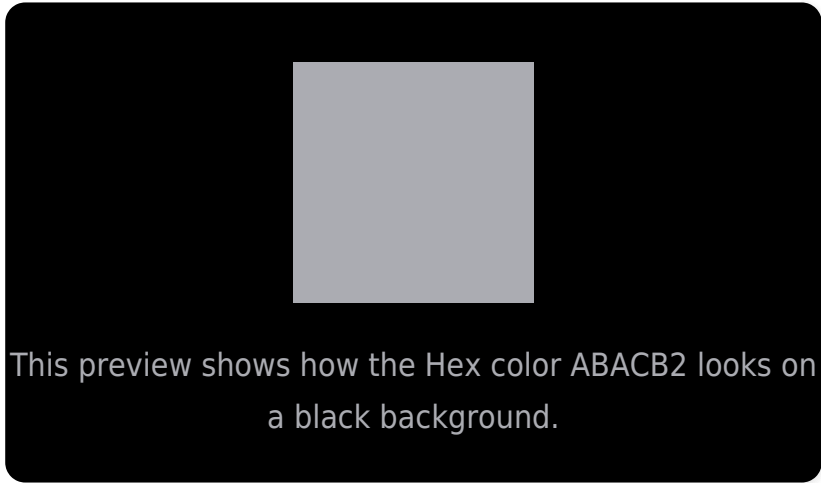 This preview shows how the Hex color ABACB2 looks on
a black background.